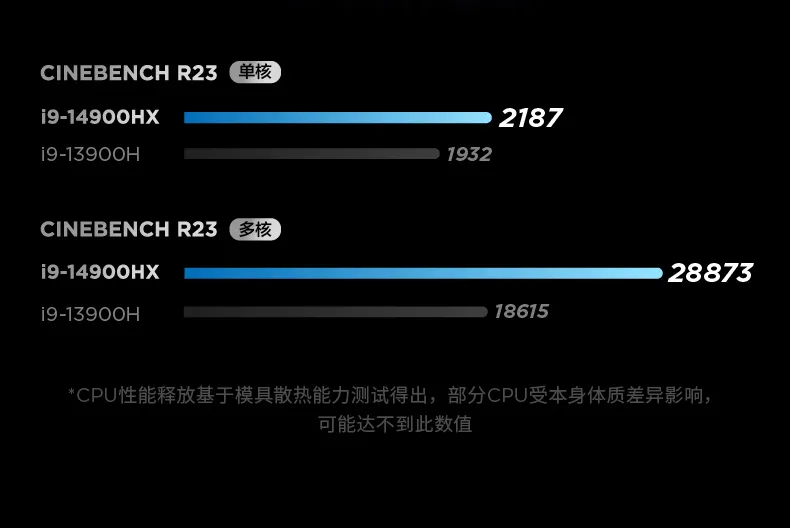 CINEBENCH R23 单核
i9-14900HX 2187
i9-13900H 1932
CINEBENCH R23 多核
i9-14900HX 28873
i9-13900H 18615
*CPU性能释放基于模具散热能力测试得出，部分CPU受本身体质差异影响，
可能达不到此数值